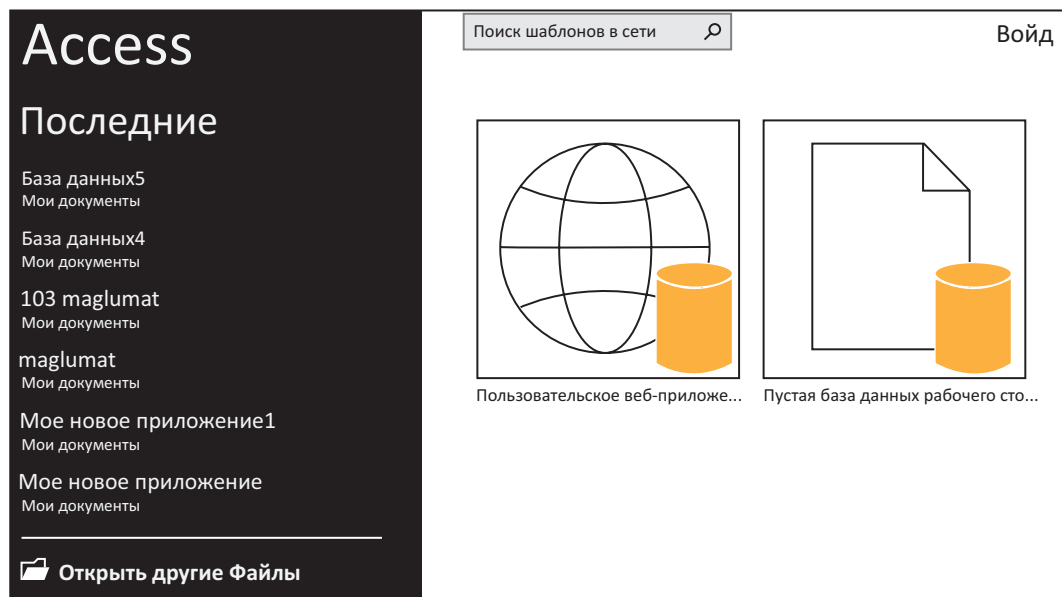 Access
Последние
База данных5
Мои документы
База данных4
Мои документы
103 maglumat
Мои документы
maglumat
Мои документы
Мое новое приложение1
Мои документы
Мое новое приложение
Мои документы
Открыть другие Файлы
Поиск шаблонов в сети
Войд
Пользовательское веб-приложе...
Пустая база данных рабочего сто...